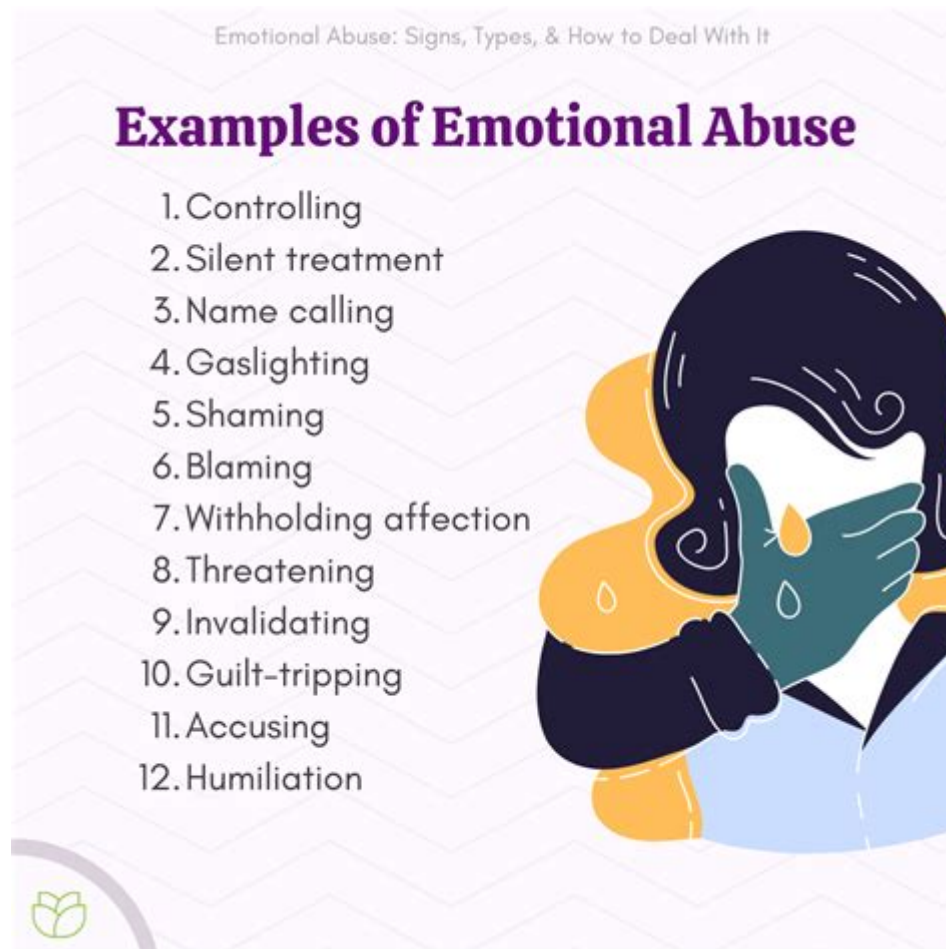 Emotional Abuse: Signs, Types, & How to Deal With It
Examples of Emotional Abuse
1. Controlling
2. Silent treatment
3. Name calling
4. Gaslighting
5. Shaming
6. Blaming
7. Withholding affection
8. Threatening
9. Invalidating
10. Guilt-tripping
11. Accusing
12. Humiliation